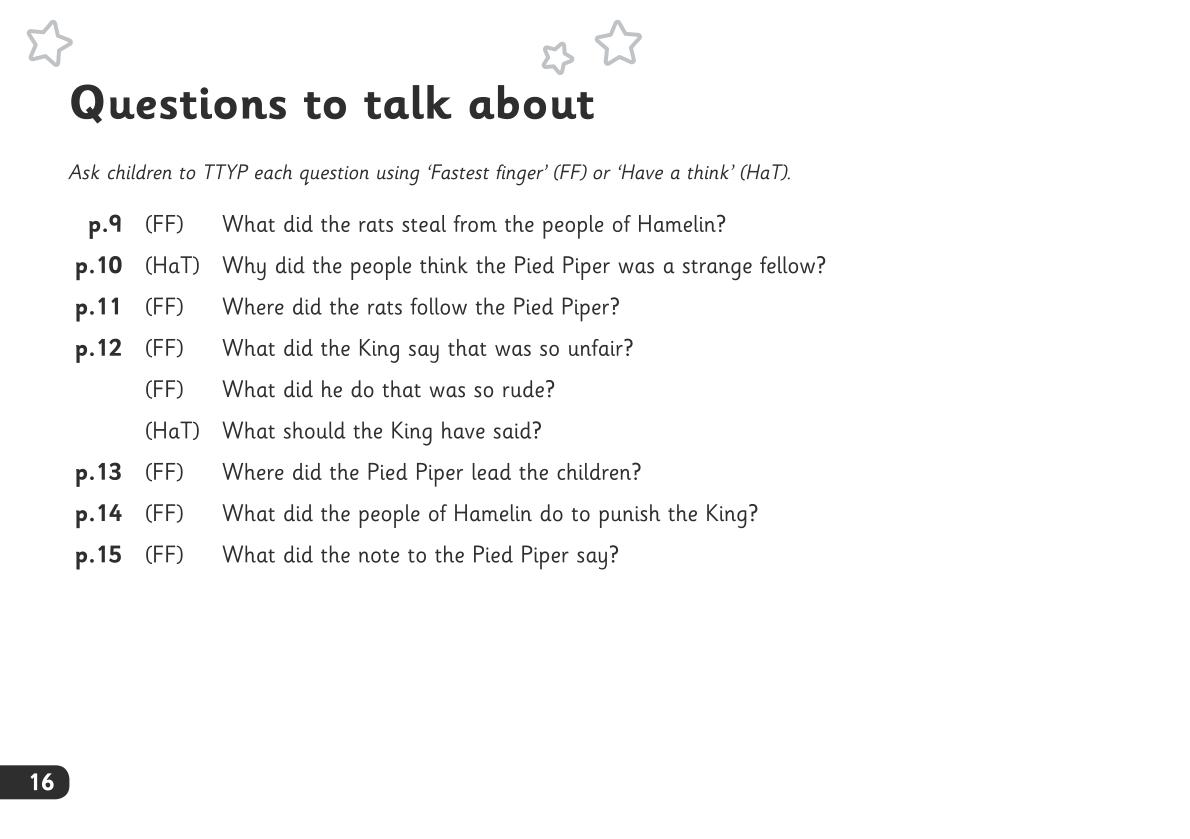 Questions to talk about
Ask children to TTYP each question using ‘Fastest finger’ (FF) or ‘Have a think’ (HaT).
p.9 (FF) What did the rats steal from the people of Hamelin?
p.10 (HaT) Why did the people think the Pied Piper was a strange fellow?
p.11 (FF) Where did the rats follow the Pied Piper?
p.12 (FF) What did the King say that was so unfair?
(FF) What did he do that was so rude?
(HaT) What should the King have said?
p.13 (FF) Where did the Pied Piper lead the children?
p.14 (FF) What did the people of Hamelin do to punish the King?
p.15 (FF) What did the note to the Pied Piper say?
16